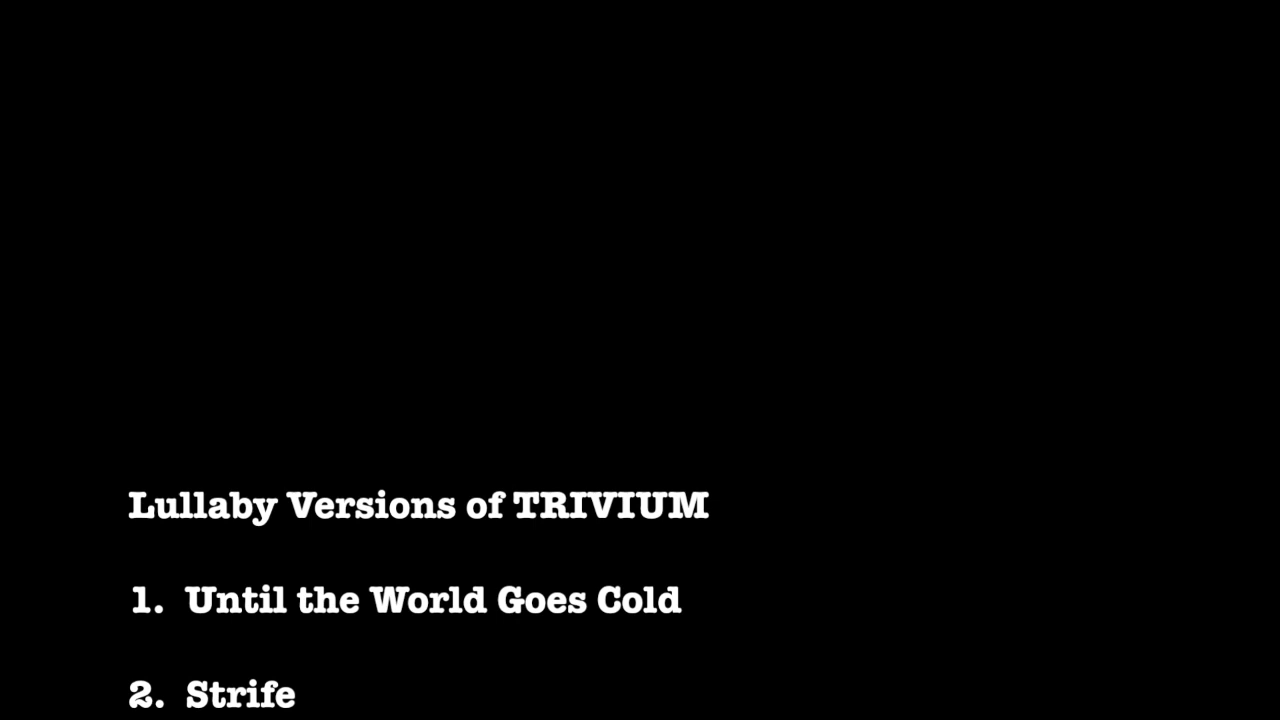 Lullaby Versions of TRIVIUM
1. Until the World Goes Cold
2. Strife